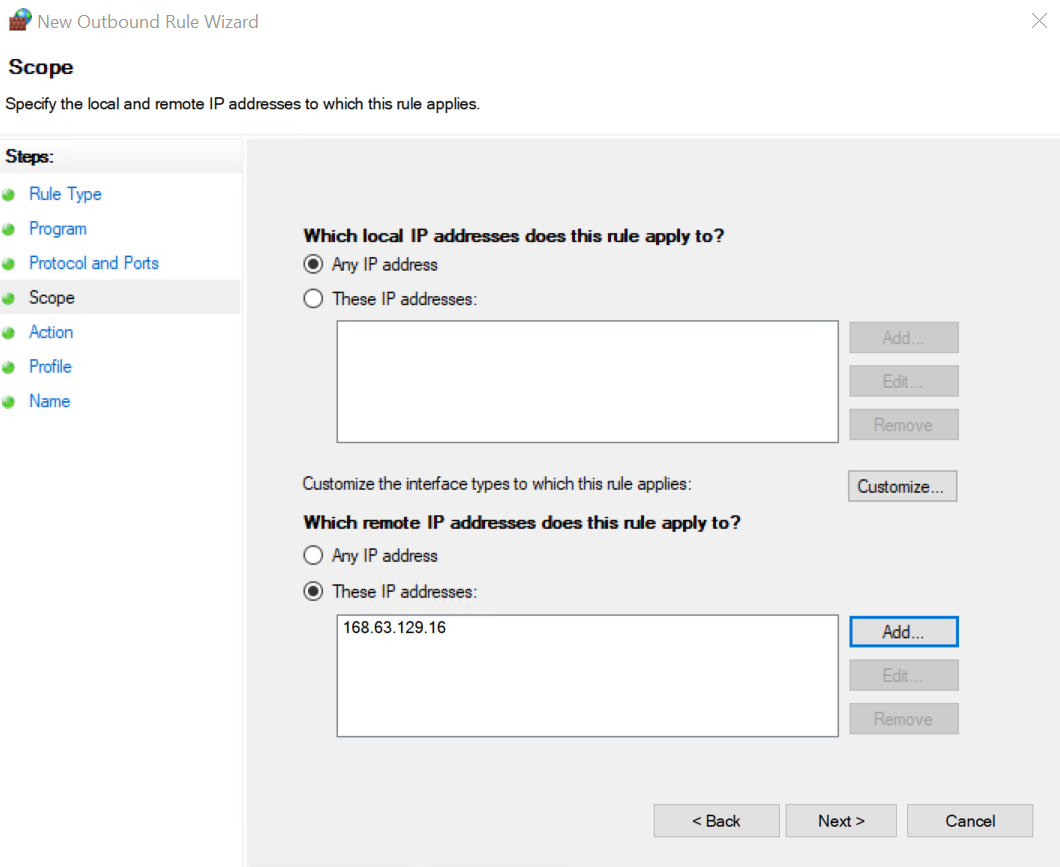 New Outbound Rule Wizard
Scope
Specify the local and remote IP addresses to which this rule applies.
Steps:
Rule Type
Program
Protocol and Ports
Scope
Action
Profile
Name
Which local IP addresses does this rule apply to?
Any IP address
These IP addresses:
Add...
Edit...
Remove
Customize the interface types to which this rule applies:
Customize...
Which remote IP addresses does this rule apply to?
Any IP address
These IP addresses:
168.63.129.16
Add...
Edit...
Remove
< Back
Next >
Cancel